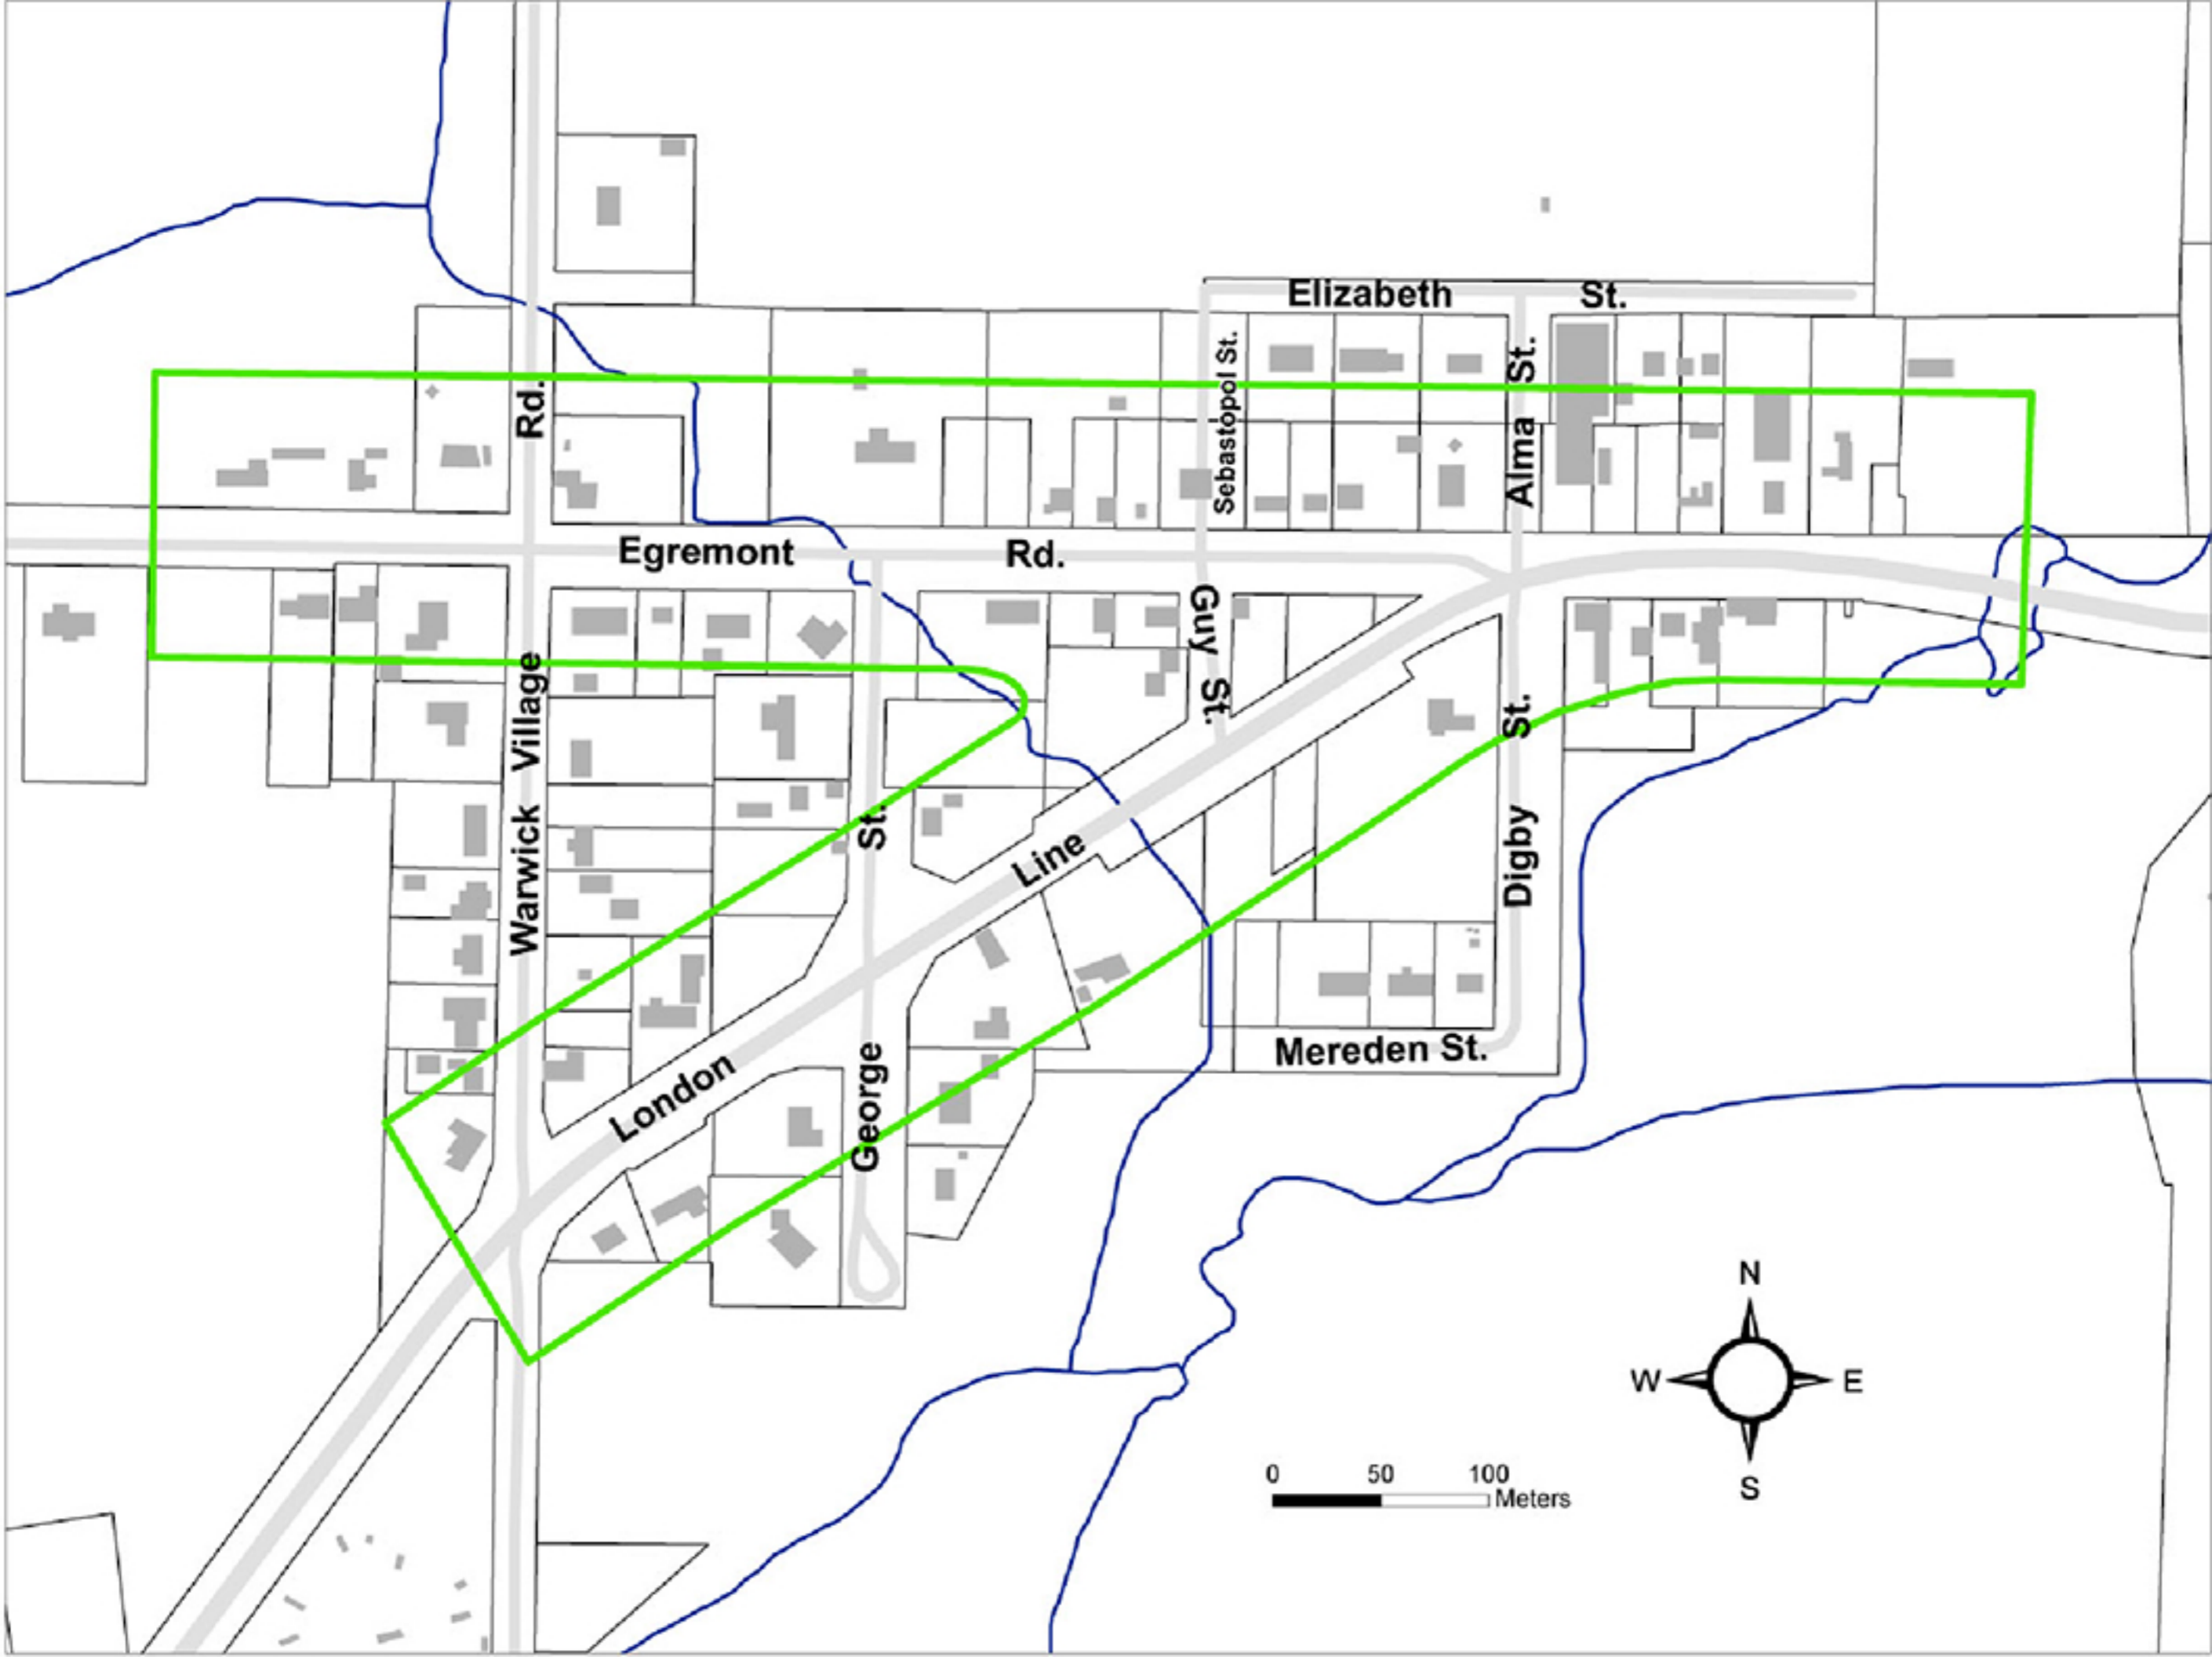 Elizabeth St.
Sebastopol St.
Alma St.
Rd.
Egremont Rd.
Guy St.
Warwick Village
St.
Line
Digby St.
London
George
Mereden St.
N
W E
S
0 50 100
Meters